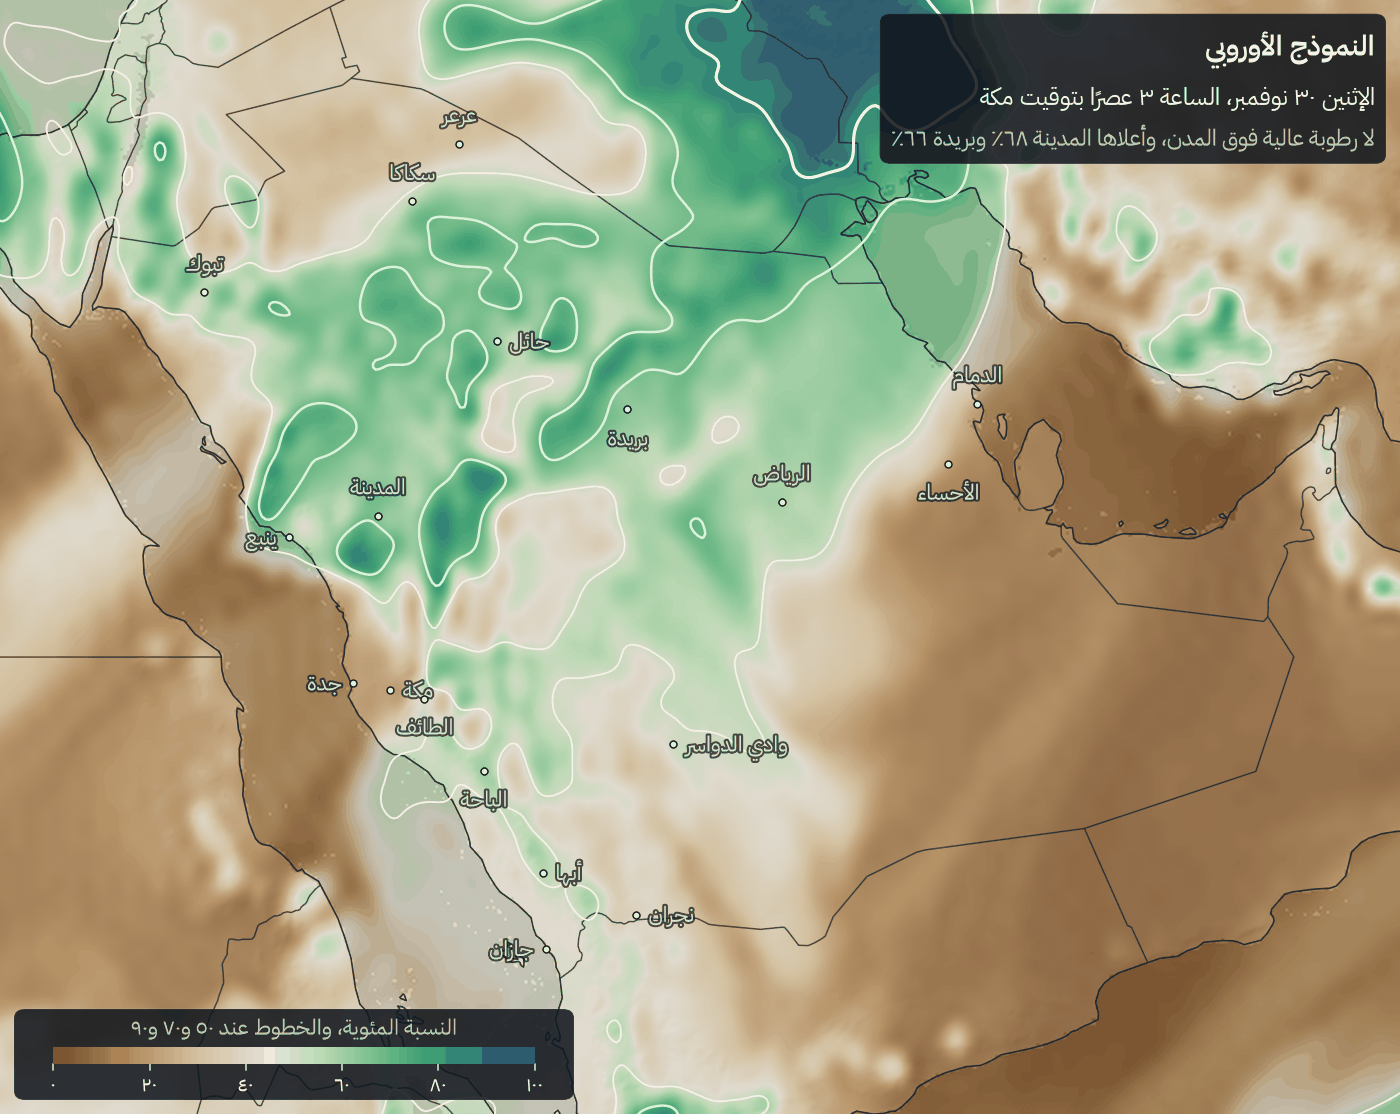 النموذج الأوروبي
الإثنين ٣٠ نوفمبر، الساعة ٣ عصرًا بتوقيت مكة
لا رطوبة عالية فوق المدن، وأعلاها المدينة ٦٨٪ وبريدة ٦٦٪
عرعر
سكاكا
تبوك
حائل
الدمام
بريدة
الرياض
المدينة
الأحساء
ينبع
جدة
مكة
الطائف
وادي الدواسر
الباحة
أبها
نجران
جازان
النسبة المئوية، والخطوط عند ٥٠ و٧٠ و٩٠
٠ ٢٠ ٤٠ ٦٠ ٨٠ ١٠٠